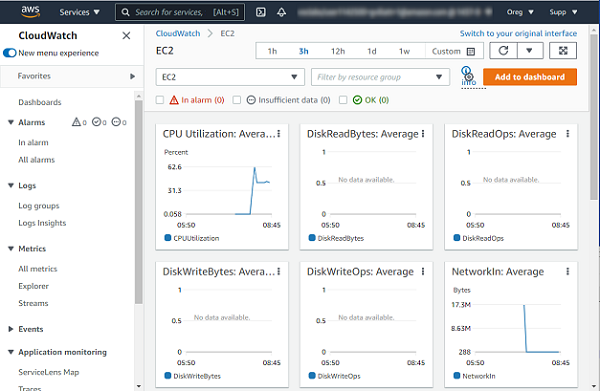 aws
Services
Search for services, [Alt+S]
Oreg
Supp
CloudWatch
New menu experience
Favorites
Dashboards
Alarms 0 0 0
In alarm
All alarms
Logs
Log groups
Logs Insights
Metrics
All metrics
Explorer
Streams
Events
Application monitoring
ServiceLens Map
Traces
CloudWatch > EC2
Switch to your original interface
EC2
1h 3h 12h 1d 3d 1w Custom
EC2
Filter by resource group
Info
Add to dashboard
In alarm (0)
Insufficient data (0)
OK (0)
CPU Utilization: Avera...
Percent
62.6
31.3
0.058
05:50 08:45
CPUUtilization
DiskReadBytes: Average
1
0.5
0
No data available.
05:50 08:45
DiskReadBytes
DiskReadOps: Average
1
0.5
0
No data available.
05:50 08:45
DiskReadOps
DiskWriteBytes: Avera...
1
0.5
0
No data available.
05:50 08:45
DiskWriteBytes
DiskWriteOps: Average
1
0.5
0
No data available.
05:50 08:45
DiskWriteOps
NetworkIn: Average
Bytes
17.3M
8.63M
288
05:50 08:45
NetworkIn